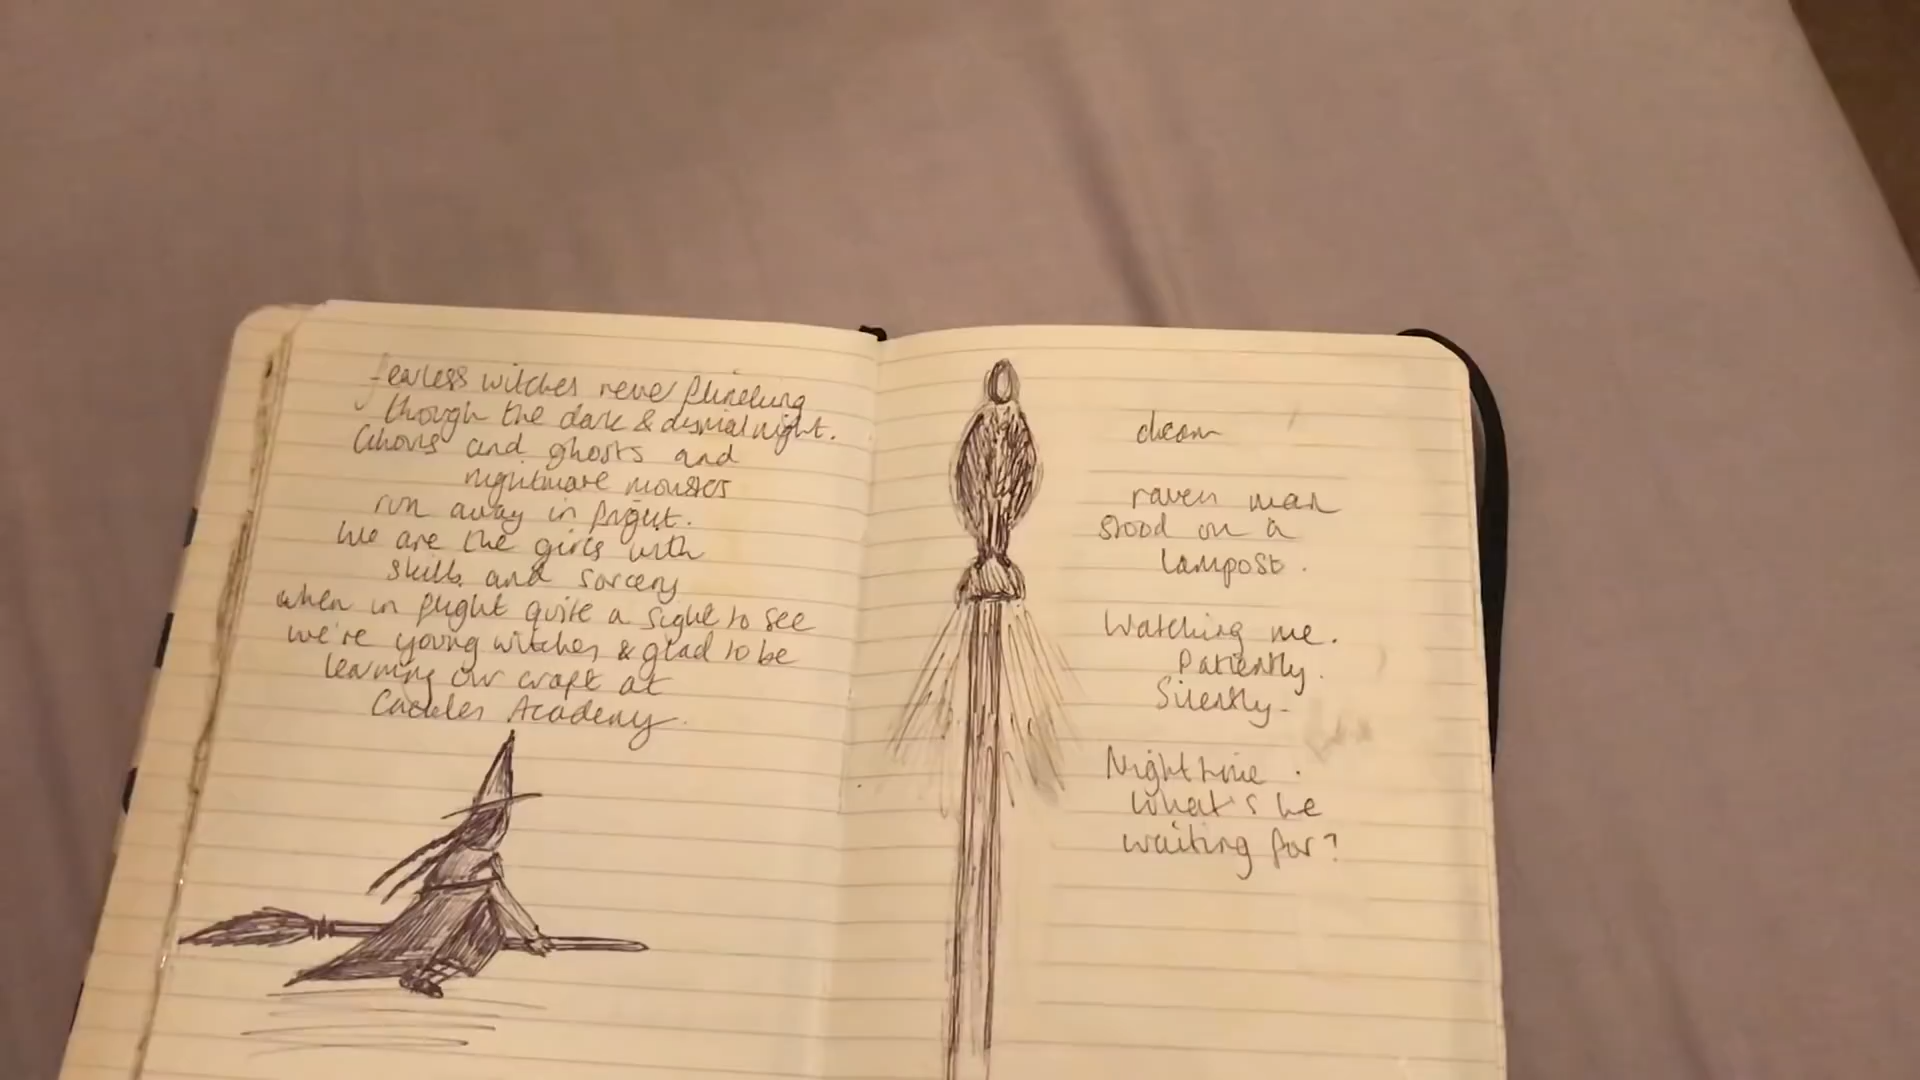 fearless witches never flinching
through the dark & dismal night.
Ghouls and ghosts and
nightmare monsters
run away in fright.
We are the girls with
skills and sorcery
when in flight quite a sight to see
we're young witches & glad to be
learning our craft at
Cackles Academy.
dream
raven man
stood on a
lampost.
Watching me.
Patiently.
Silently.
Nightime.
What's he
waiting for?